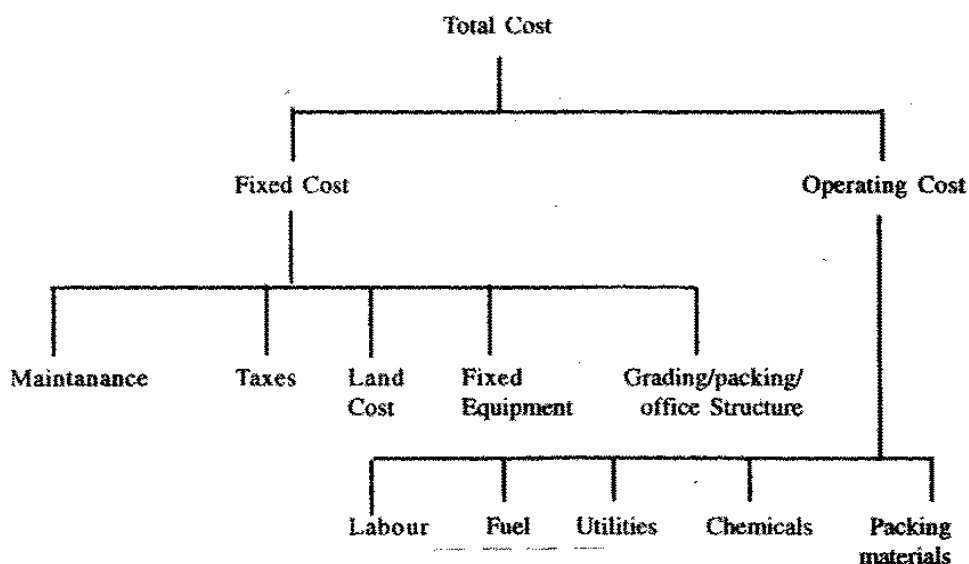 Total Cost
Fixed Cost
Operating Cost
Maintanance
Taxes
Land
Cost
Fixed
Equipment
Grading/packing/
office Structure
Labour
Fuel
Utilities
Chemicals
Packing
materials